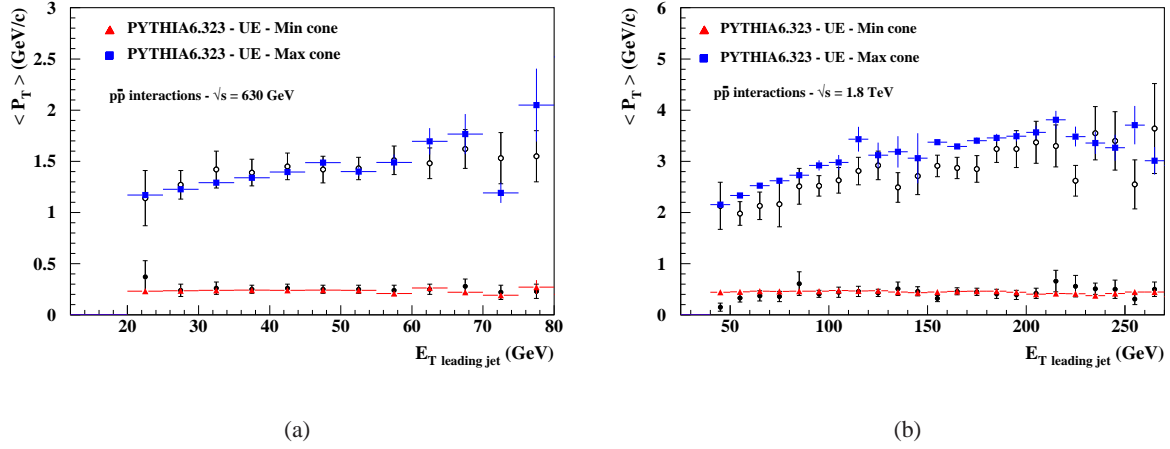 < P_T > (GeV/c)
3
2.5
2
1.5
1
0.5
0
PYTHIA6.323 - UE - Min cone
PYTHIA6.323 - UE - Max cone
pp̄ interactions - √s = 630 GeV
20 30 40 50 60 70 80
E_T leading jet (GeV)
(a)
< P_T > (GeV/c)
6
5
4
3
2
1
0
PYTHIA6.323 - UE - Min cone
PYTHIA6.323 - UE - Max cone
pp̄ interactions - √s = 1.8 TeV
50 100 150 200 250
E_T leading jet (GeV)
(b)